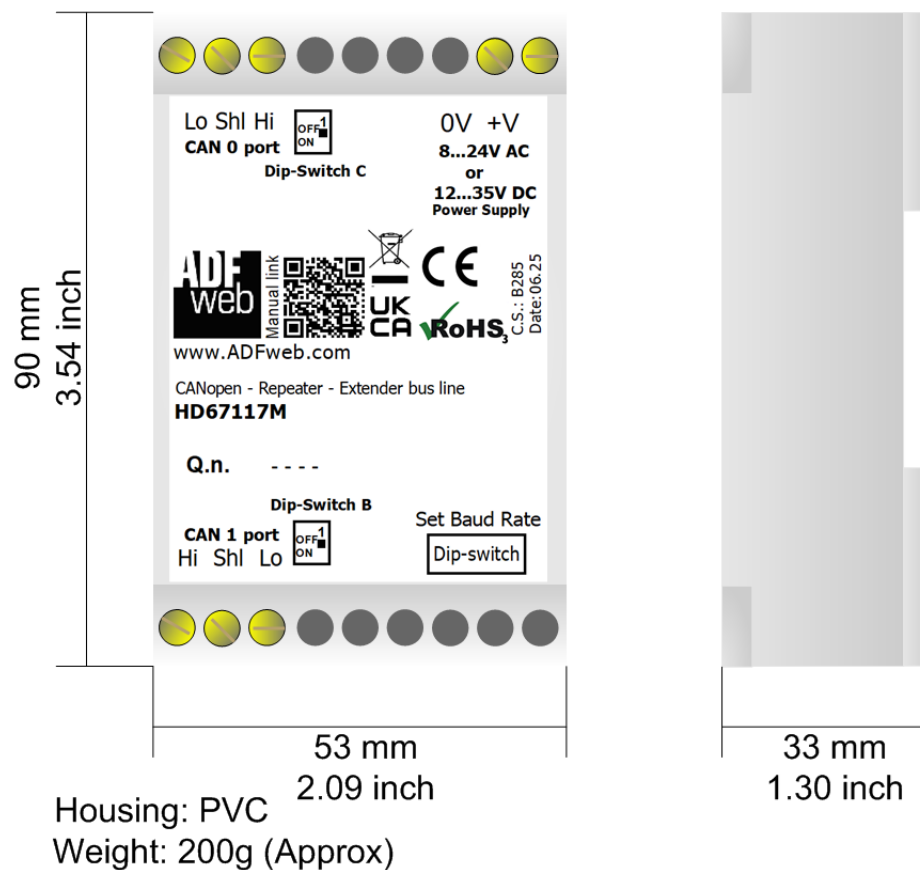 Lo Shl Hi
OFF 1
ON
0V +V
CAN 0 port
8...24V AC
Dip-Switch C
or
12...35V DC
Power Supply
ADF
web
Manual link
CE
UK
CA
RoHS3
C.S.: B285
Date:06.25
www.ADFweb.com
CANopen - Repeater - Extender bus line
HD67117M
Q.n. - - - -
Dip-Switch B
Set Baud Rate
CAN 1 port
OFF 1
ON
Hi Shl Lo
Dip-switch
90 mm
3.54 inch
53 mm
2.09 inch
33 mm
1.30 inch
Housing: PVC
Weight: 200g (Approx)